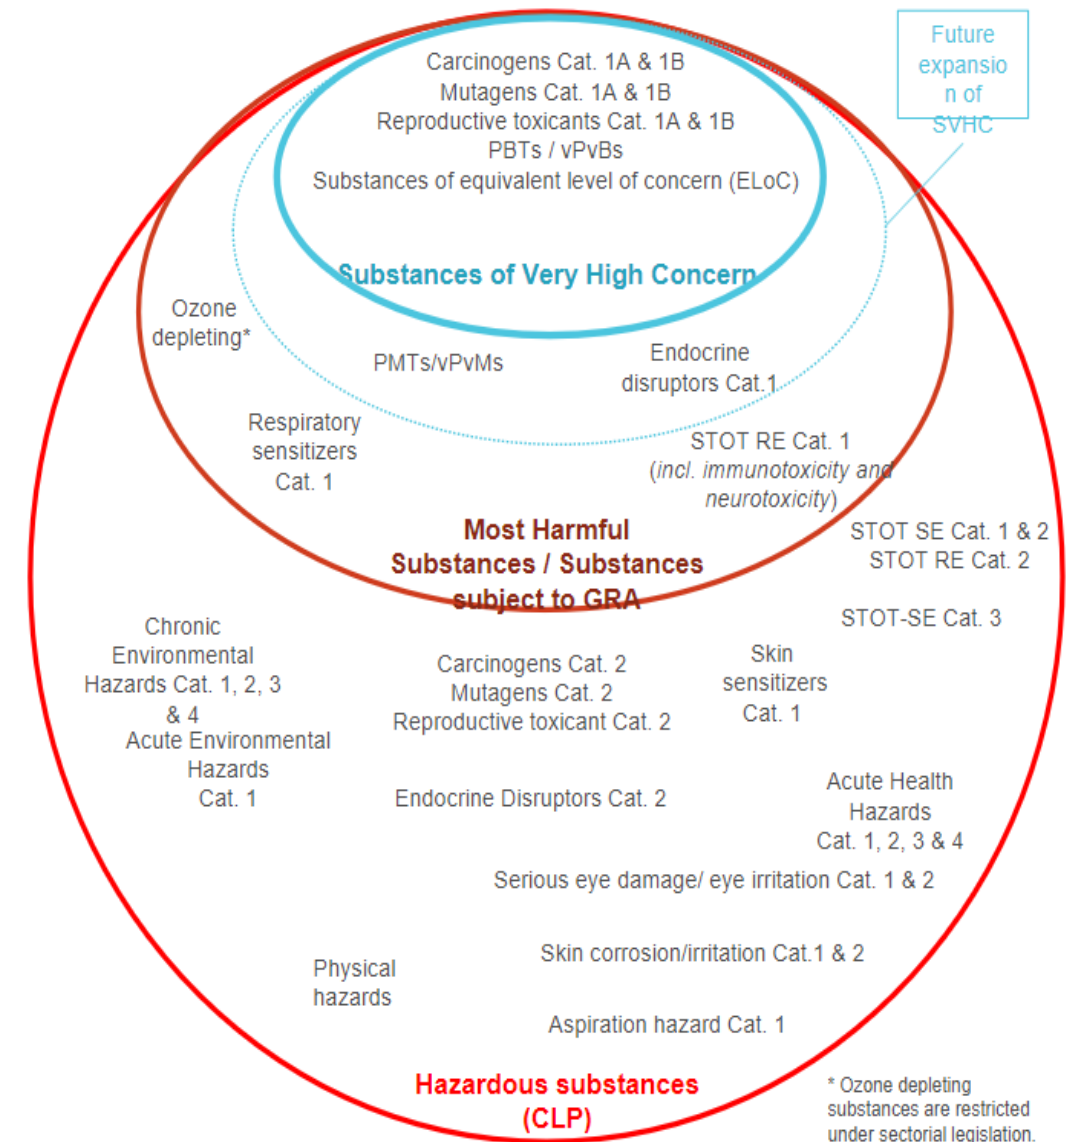 Future
expansio
n of
SVHC
Carcinogens Cat. 1A & 1B
Mutagens Cat. 1A & 1B
Reproductive toxicants Cat. 1A & 1B
PBTs / vPvBs
Substances of equivalent level of concern (ELoC)
Substances of Very High Concern
Ozone
depleting*
PMTs/vPvMs
Endocrine
disruptors Cat.1
Respiratory
sensitizers
Cat. 1
STOT RE Cat. 1
(incl. immunotoxicity and
neurotoxicity)
Most Harmful
Substances / Substances
subject to GRA
STOT SE Cat. 1 & 2
STOT RE Cat. 2
STOT-SE Cat. 3
Chronic
Environmental
Hazards Cat. 1, 2, 3
& 4
Acute Environmental
Hazards
Cat. 1
Carcinogens Cat. 2
Mutagens Cat. 2
Reproductive toxicant Cat. 2
Skin
sensitizers
Cat. 1
Endocrine Disruptors Cat. 2
Acute Health
Hazards
Cat. 1, 2, 3 & 4
Serious eye damage/ eye irritation Cat. 1 & 2
Skin corrosion/irritation Cat.1 & 2
Physical
hazards
Aspiration hazard Cat. 1
Hazardous substances
(CLP)
* Ozone depleting
substances are restricted
under sectorial legislation.